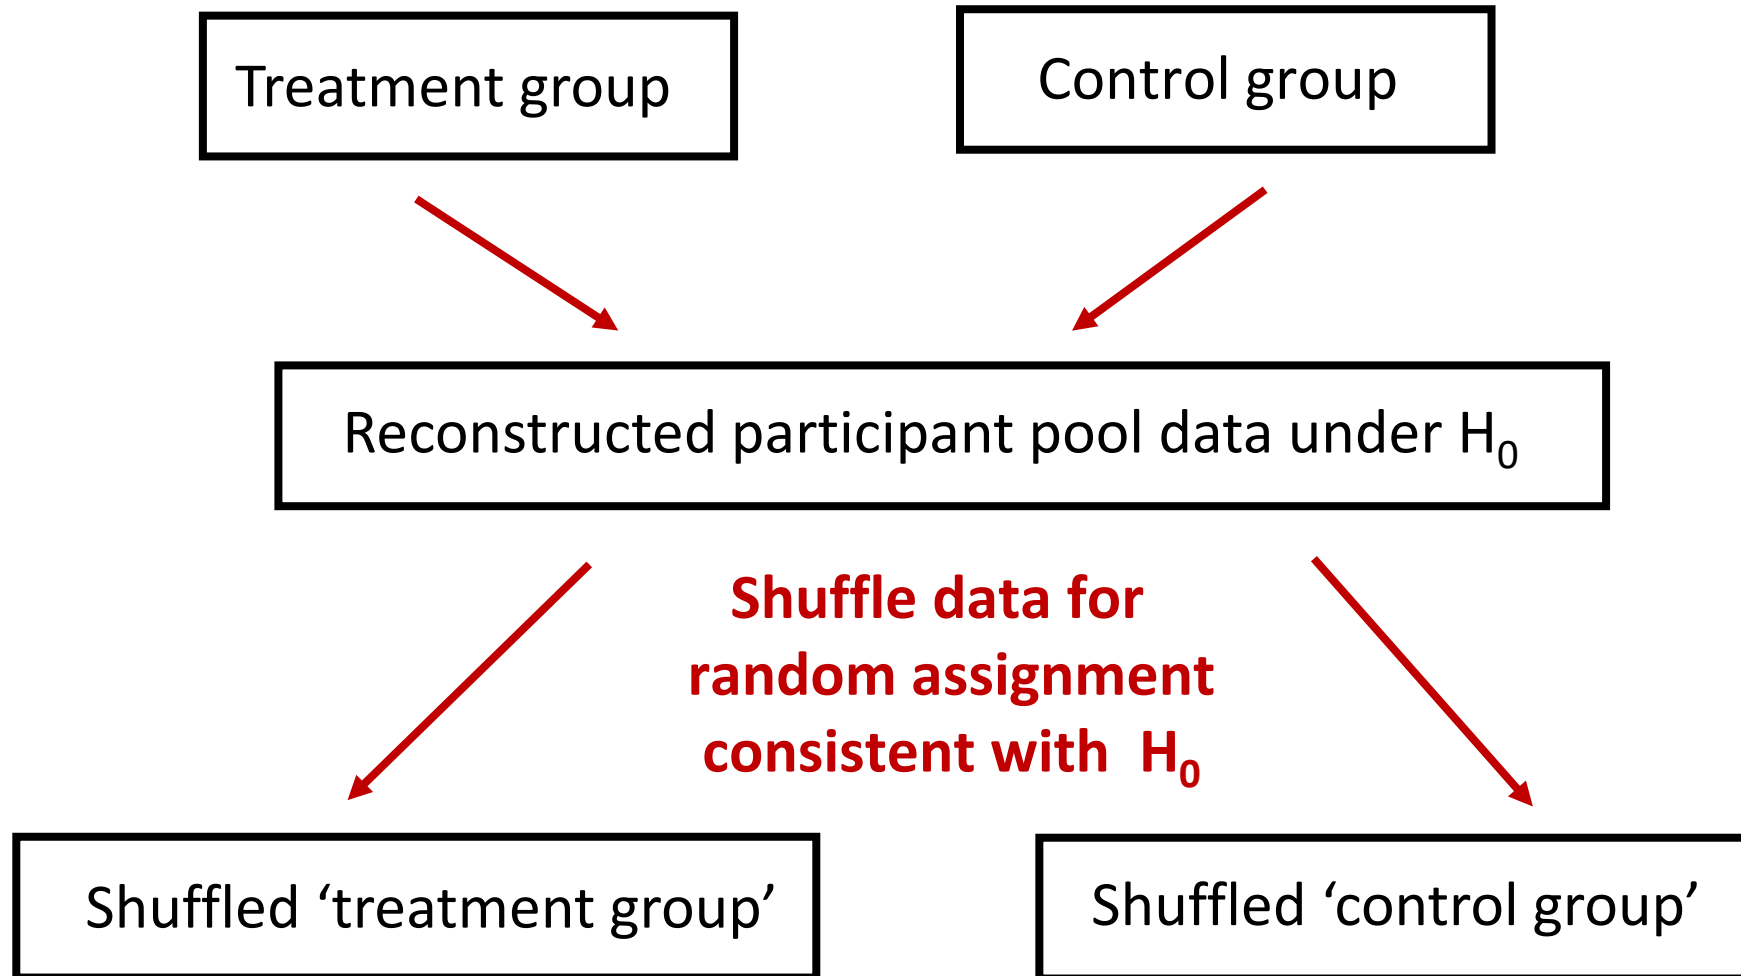 Treatment group
Control group
Reconstructed participant pool data under H₀
Shuffle data for
random assignment
consistent with H₀
Shuffled ‘treatment group’
Shuffled ‘control group’